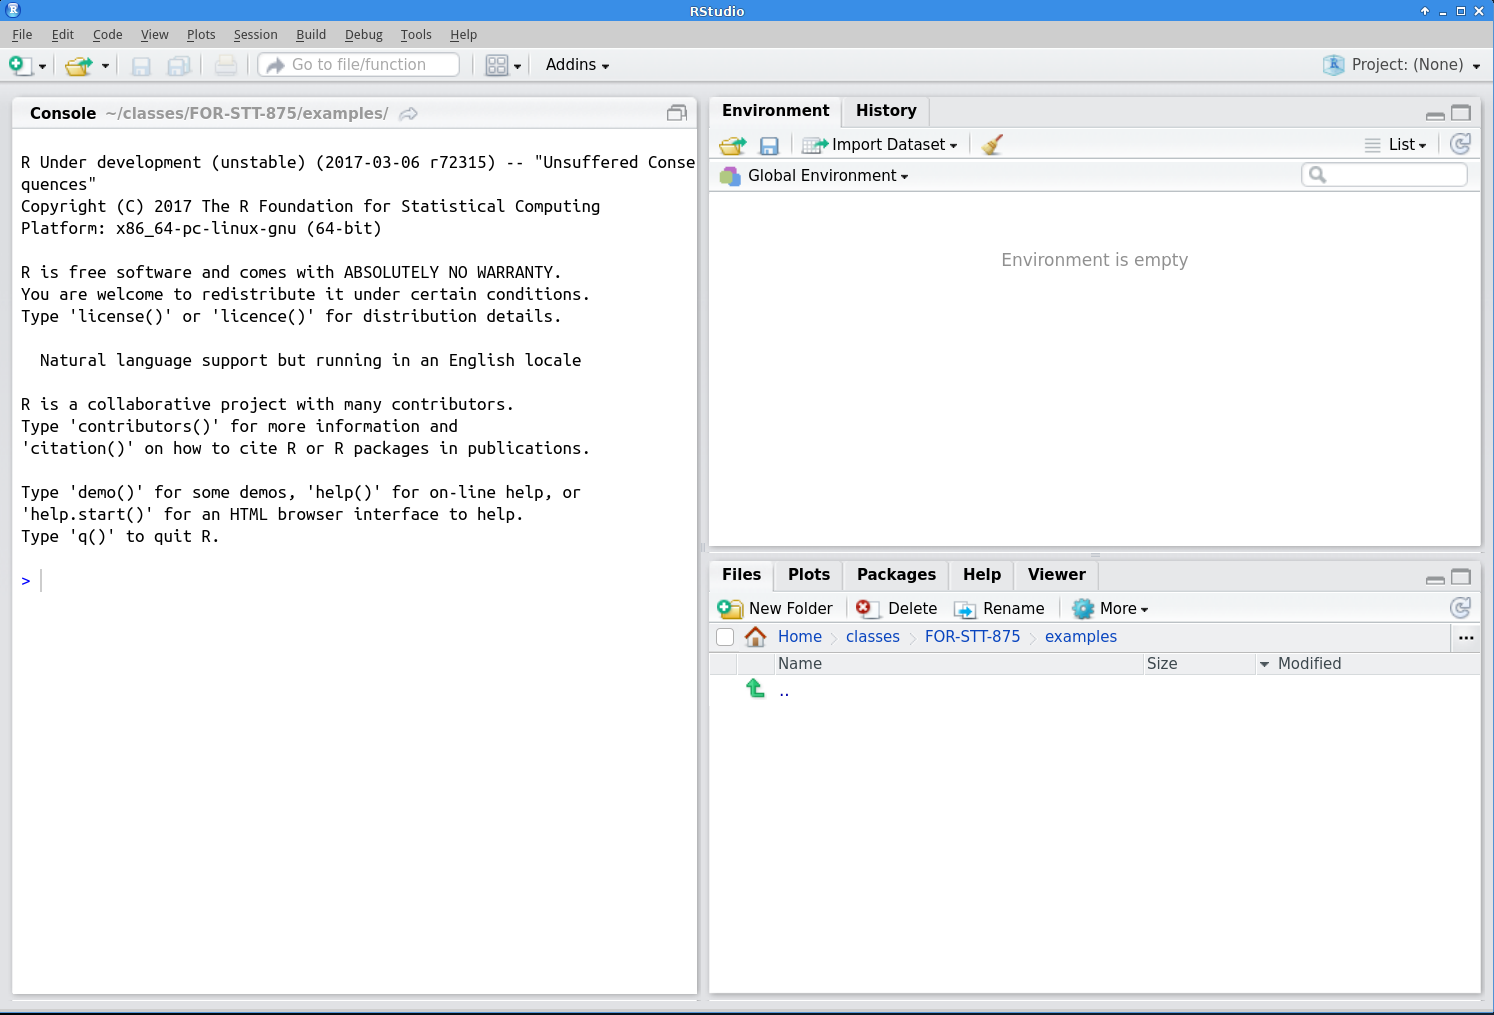 RStudio
File Edit Code View Plots Session Build Debug Tools Help
Go to file/function Addins Project: (None)
Console ~/classes/FOR-STT-875/examples/
R Under development (unstable) (2017-03-06 r72315) -- "Unsuffered Conse
quences"
Copyright (C) 2017 The R Foundation for Statistical Computing
Platform: x86_64-pc-linux-gnu (64-bit)
R is free software and comes with ABSOLUTELY NO WARRANTY.
You are welcome to redistribute it under certain conditions.
Type 'license()' or 'licence()' for distribution details.
Natural language support but running in an English locale
R is a collaborative project with many contributors.
Type 'contributors()' for more information and
'citation()' on how to cite R or R packages in publications.
Type 'demo()' for some demos, 'help()' for on-line help, or
'help.start()' for an HTML browser interface to help.
Type 'q()' to quit R.
>
Environment History
Import Dataset List
Global Environment
Environment is empty
Files Plots Packages Help Viewer
New Folder Delete Rename More
Home classes FOR-STT-875 examples ...
Name Size Modified
..